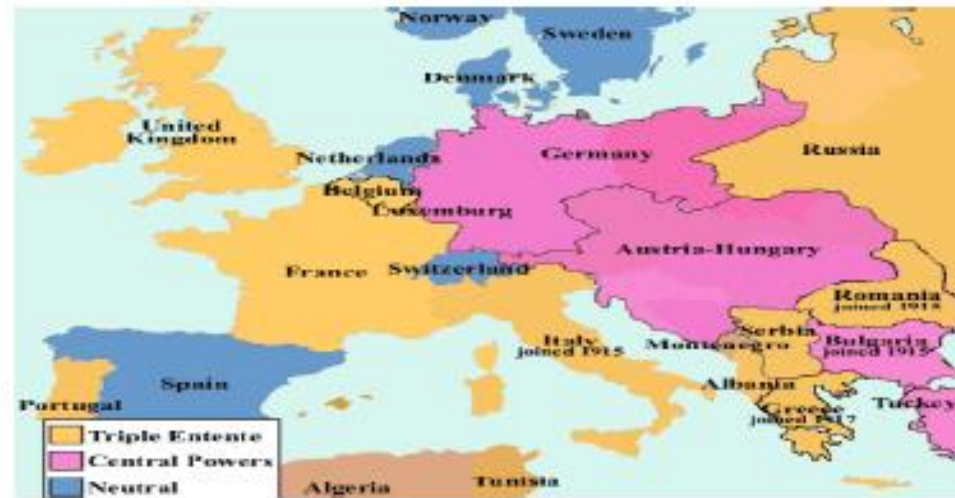 Norway
Sweden
Denmark
United
Kingdom
Netherlands
Germany
Russia
Belgium
Luxemburg
Austria-Hungary
France
Switzerland
Romania
joined 1915
Italy
joined 1915
Serbia
Montenegro
Bulgaria
joined 1915
Spain
Albania
Portugal
Greece
joined 1917
Turkey
Triple Entente
Central Powers
Neutral
Algeria
Tunisia